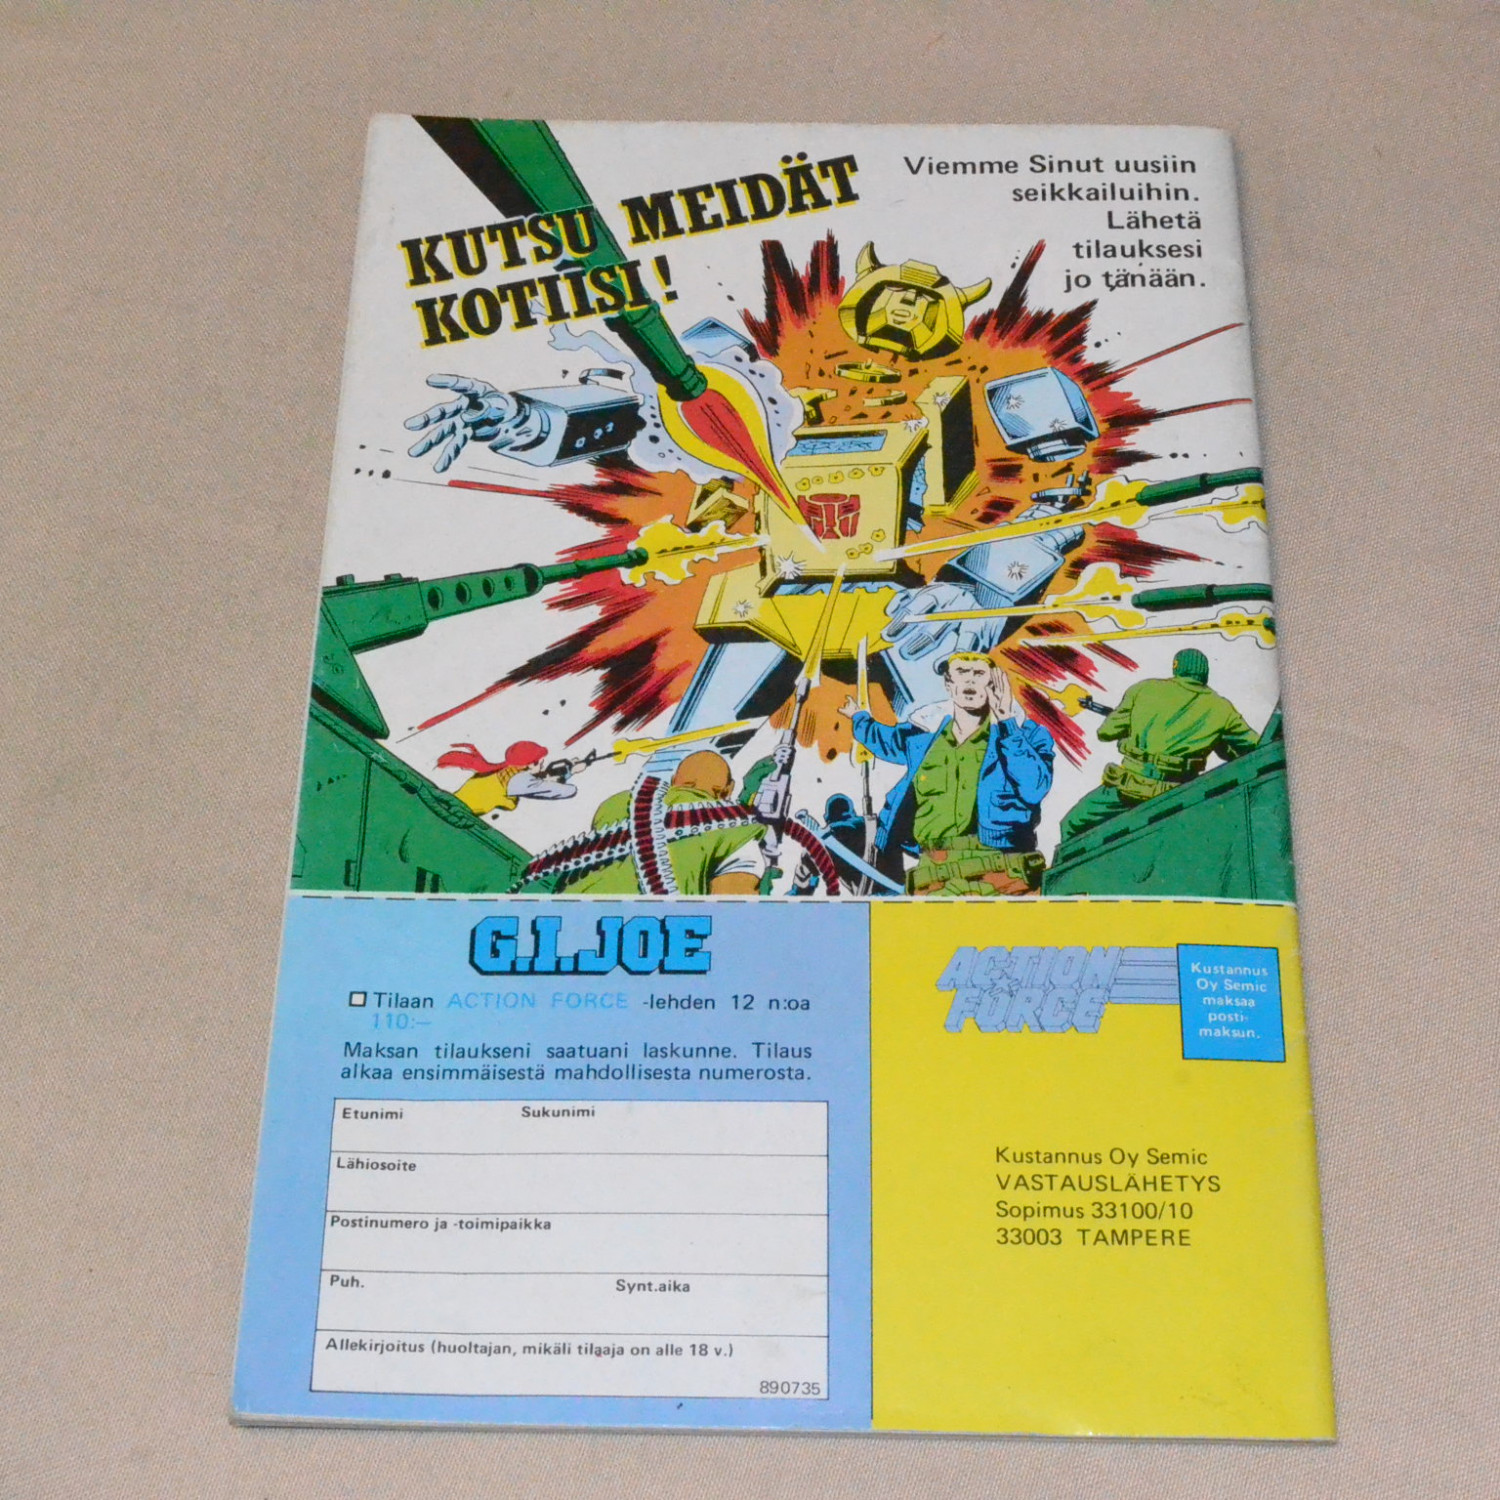 KUTSU MEIDÄT
KOTIISI!
Viemme Sinut uusiin
seikkailuihin.
Lähetä
tilauksesi
jo tänään.
G.I.JOE
Tilaan ACTION FORCE -lehden 12 n:oa
110:—
Maksan tilaukseni saatuani laskunne. Tilaus
alkaa ensimmäisestä mahdollisesta numerosta.
Etunimi Sukunimi
Lähiosoite
Postinumero ja -toimipaikka
Puh. Synt.aika
Allekirjoitus (huoltajan, mikäli tilaaja on alle 18 v.)
890735
ACTION
FORCE
Kustannus
Oy Semic
maksaa
posti-
maksun.
Kustannus Oy Semic
VASTAUSLÄHETYS
Sopimus 33100/10
33003 TAMPERE